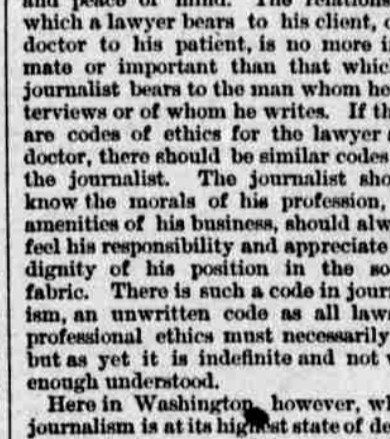 and peace of mind. The relations
which a lawyer bears to his client,
doctor to his patient, is no more i
mate or important than that whic
journalist bears to the man whom he
terviews or of whom he writes. If th
are codes of ethics for the lawyer
doctor, there should be similar codes
the journalist. The journalist sho
know the morals of his profession,
amenities of his business, should alw
feel his responsibility and appreciate
dignity of his position in the so
fabric. There is such a code in jour
ism, an unwritten code as all law
professional ethics must necessarily
but as yet it is indefinite and not
enough understood.
Here in Washington, however, wh
journalism is at its highest state of de